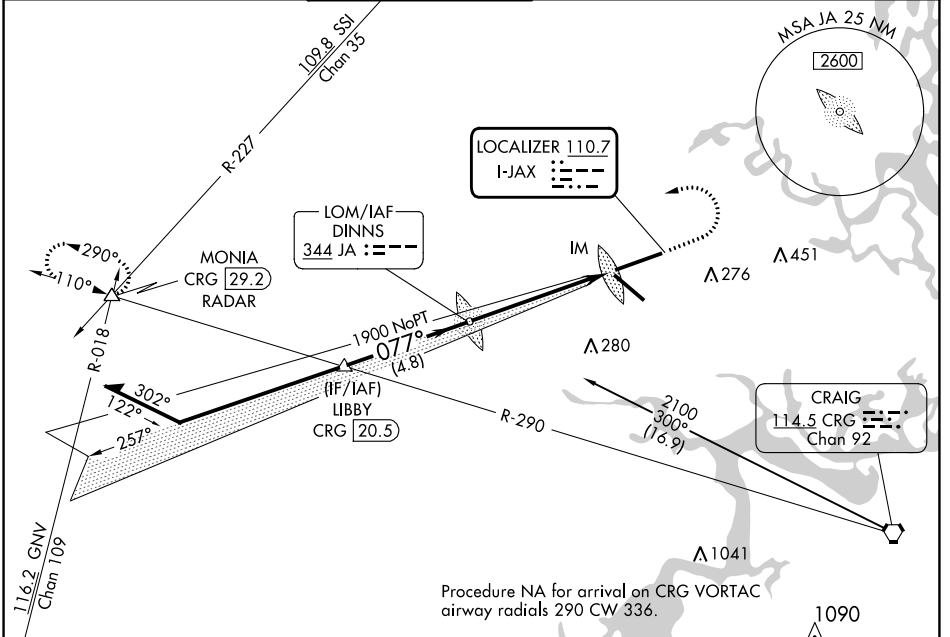 109.8 SSI
Chan 35
R-227
MSA JA 25 NM
2600
LOCALIZER 110.7
I-JAX
LOM/IAF
DINNS
344 JA
IM
290°
110°
MONIA
CRG 29.2
RADAR
451
276
R-018
1900 NoPT
077°
(4.8)
280
302°
122°
257°
(IF/IAF)
LIBBY
CRG 20.5
R-290
2100
300°
(16.9)
CRAIG
114.5 CRG
Chan 92
116.2 GNV
Chan 109
1041
Procedure NA for arrival on CRG VORTAC
airway radials 290 CW 336.
1090